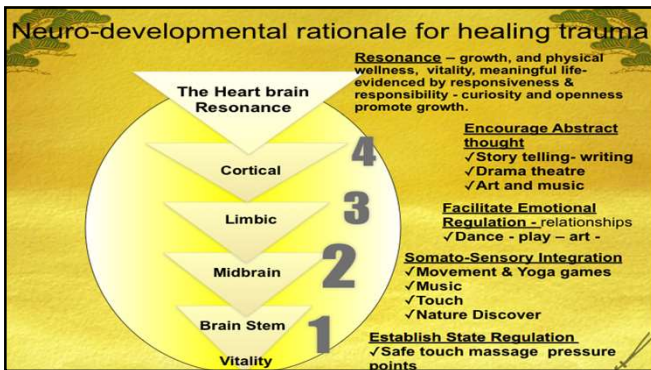 Neuro-developmental rationale for healing trauma
Resonance – growth, and physical
wellness, vitality, meaningful life-
evidenced by responsiveness &
responsibility - curiosity and openness
promote growth.
The Heart brain
Resonance
4
Cortical
Encourage Abstract
thought
✓Story telling- writing
✓Drama theatre
✓Art and music
3
Limbic
Facilitate Emotional
Regulation - relationships
✓Dance - play – art -
2
Midbrain
Somato-Sensory Integration
✓Movement & Yoga games
✓Music
✓Touch
✓Nature Discover
1
Brain Stem
Vitality
Establish State Regulation
✓Safe touch massage pressure
points